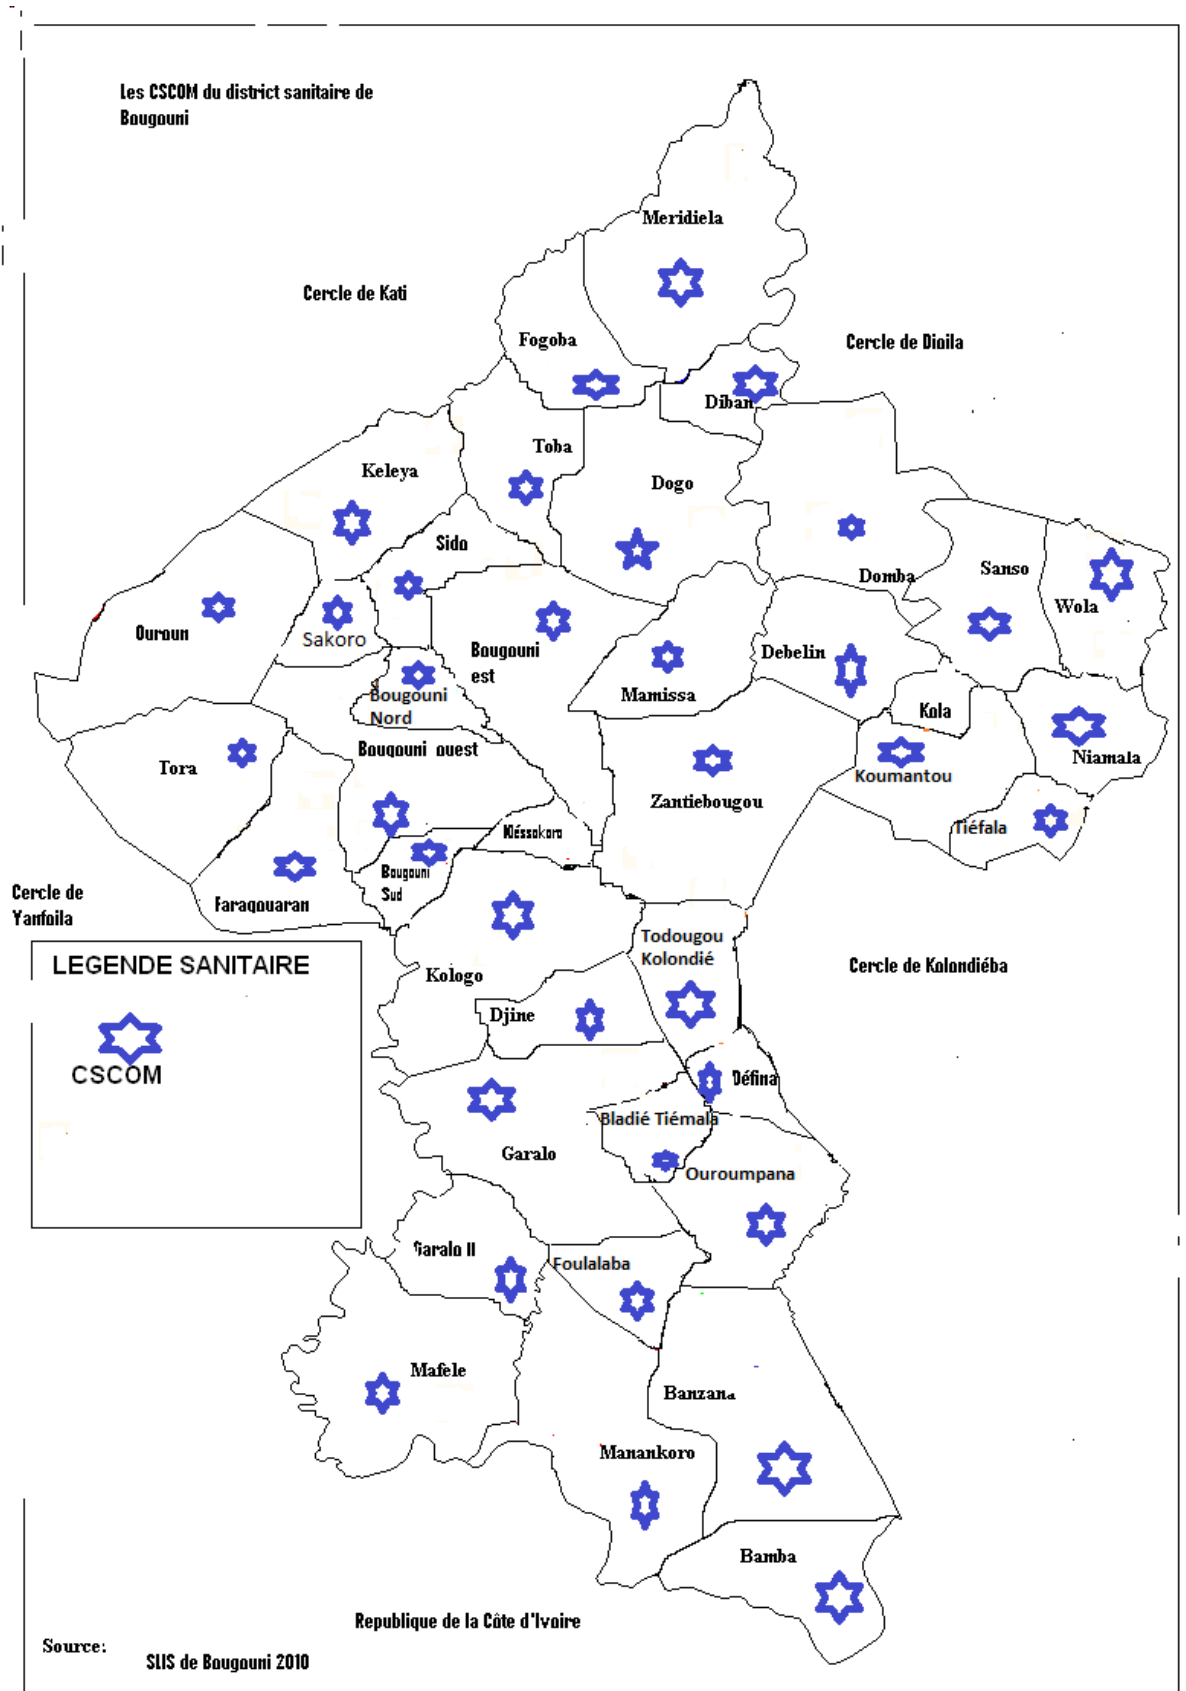 Les CSCOM du district sanitaire de
Bougouni
Meridiela
Cercle de Kati
Fogoba
Cercle de Dioila
Diban
Toba
Keleya
Dogo
Sido
Sanso
Domba
Wola
Ouroun
Sakoro
Bougouni
est
Debelin
Mamissa
Bougouni
Nord
Kola
Bougouni ouest
Tora
Niamala
Koumantou
Zantiebougou
Tiéfala
Kléssokoro
Bougouni
Sud
Cercle de
Yanfoila
Faragouaran
Todougou
Kolondié
LEGENDE SANITAIRE
Cercle de Kolondiéba
Kologo
Djine
CSCOM
Défina
Bladié Tiémala
Garalo
Ouroumpana
Garalo II
Foulalaba
Mafele
Banzana
Manankoro
Bamba
Republique de la Côte d'Ivoire
Source:
SLIS de Bougouni 2010